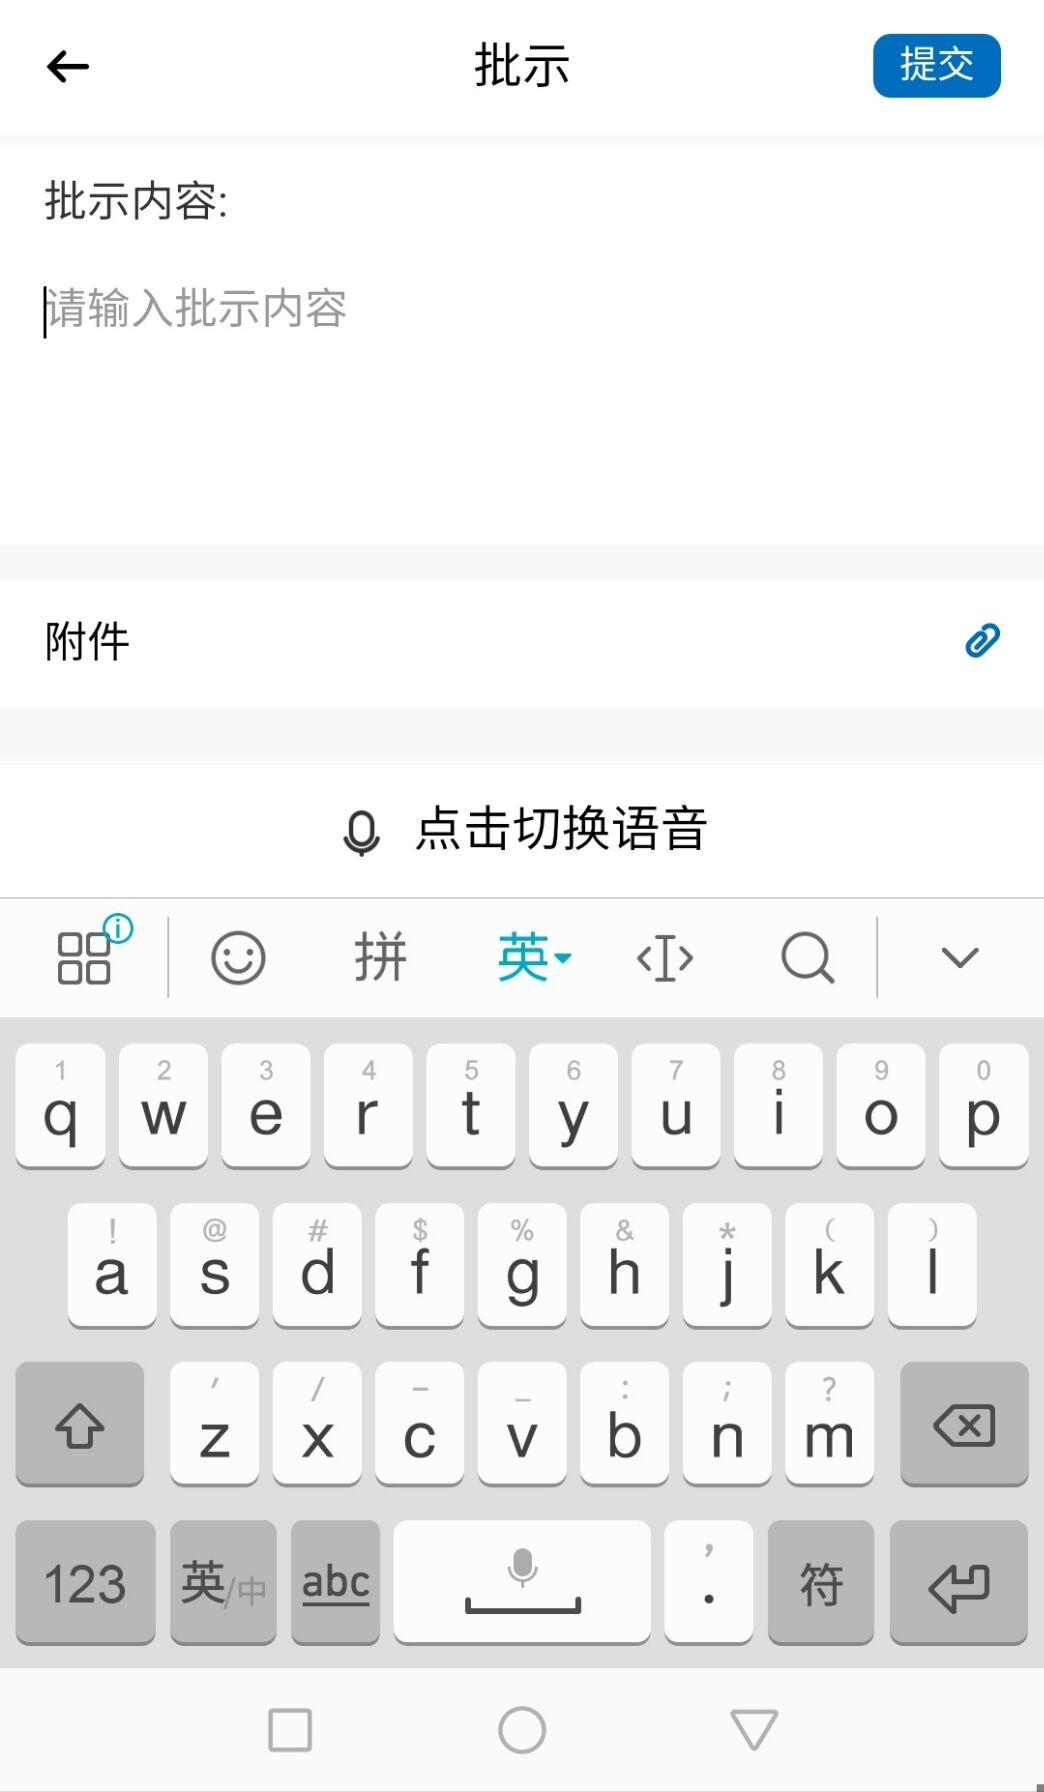 批示
提交
批示内容:
请输入批示内容
附件
点击切换语音
拼 英
1 2 3 4 5 6 7 8 9 0
q w e r t y u i o p
! @ # $ % & * ( )
a s d f g h j k l
' / - _ : ; ?
z x c v b n m
123 英/中 abc , . 符